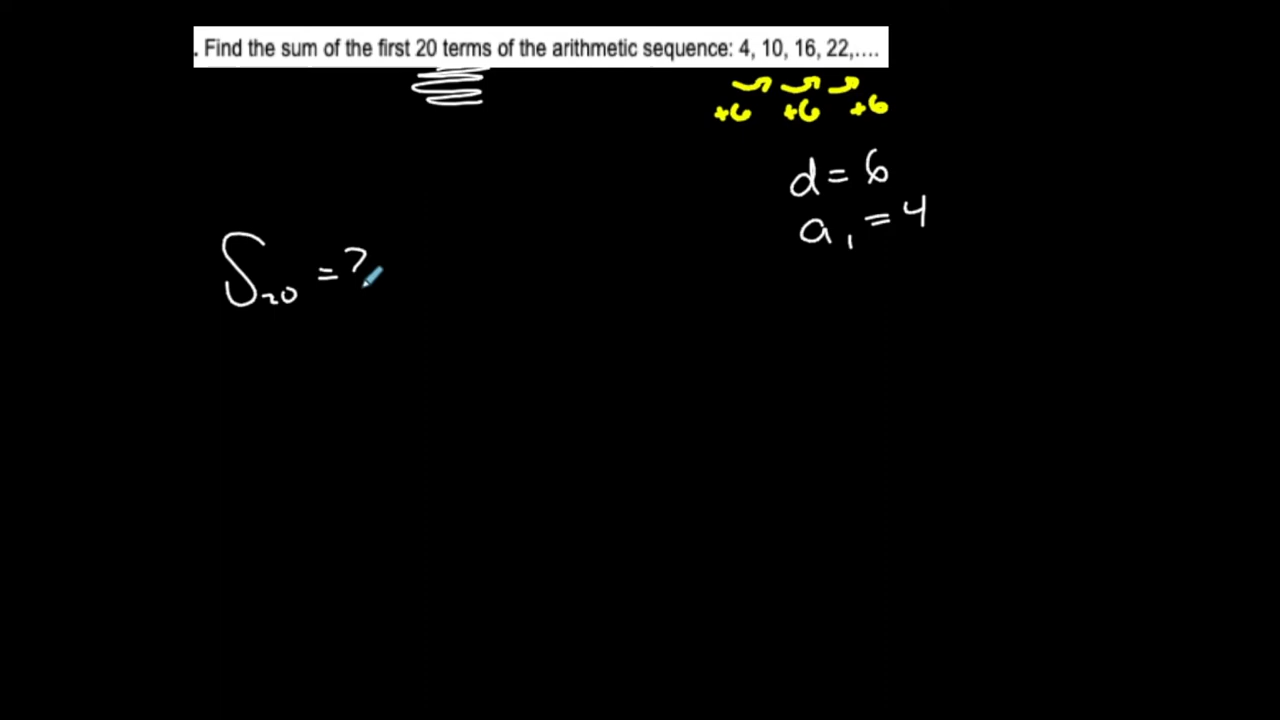 . Find the sum of the first 20 terms of the arithmetic sequence: 4, 10, 16, 22,....
+6 +6 +6
d = 6
a₁ = 4
S₂₀ = ?